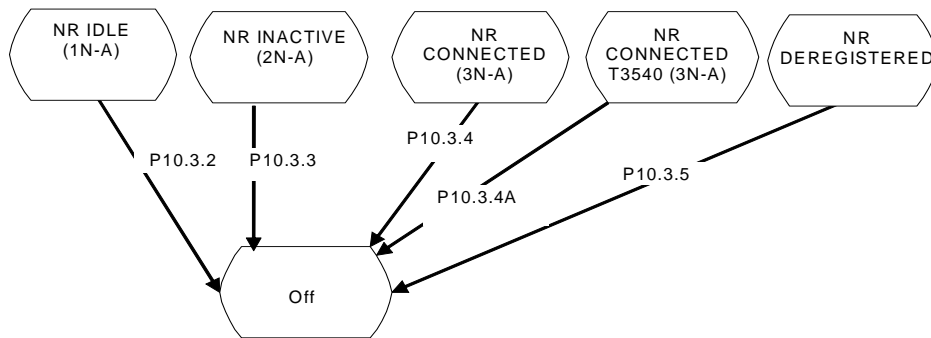 NR IDLE
(1N-A)
NR INACTIVE
(2N-A)
NR
CONNECTED
(3N-A)
NR
CONNECTED
T3540 (3N-A)
NR
DEREGISTERED
P10.3.2
P10.3.3
P10.3.4
P10.3.4A
P10.3.5
Off